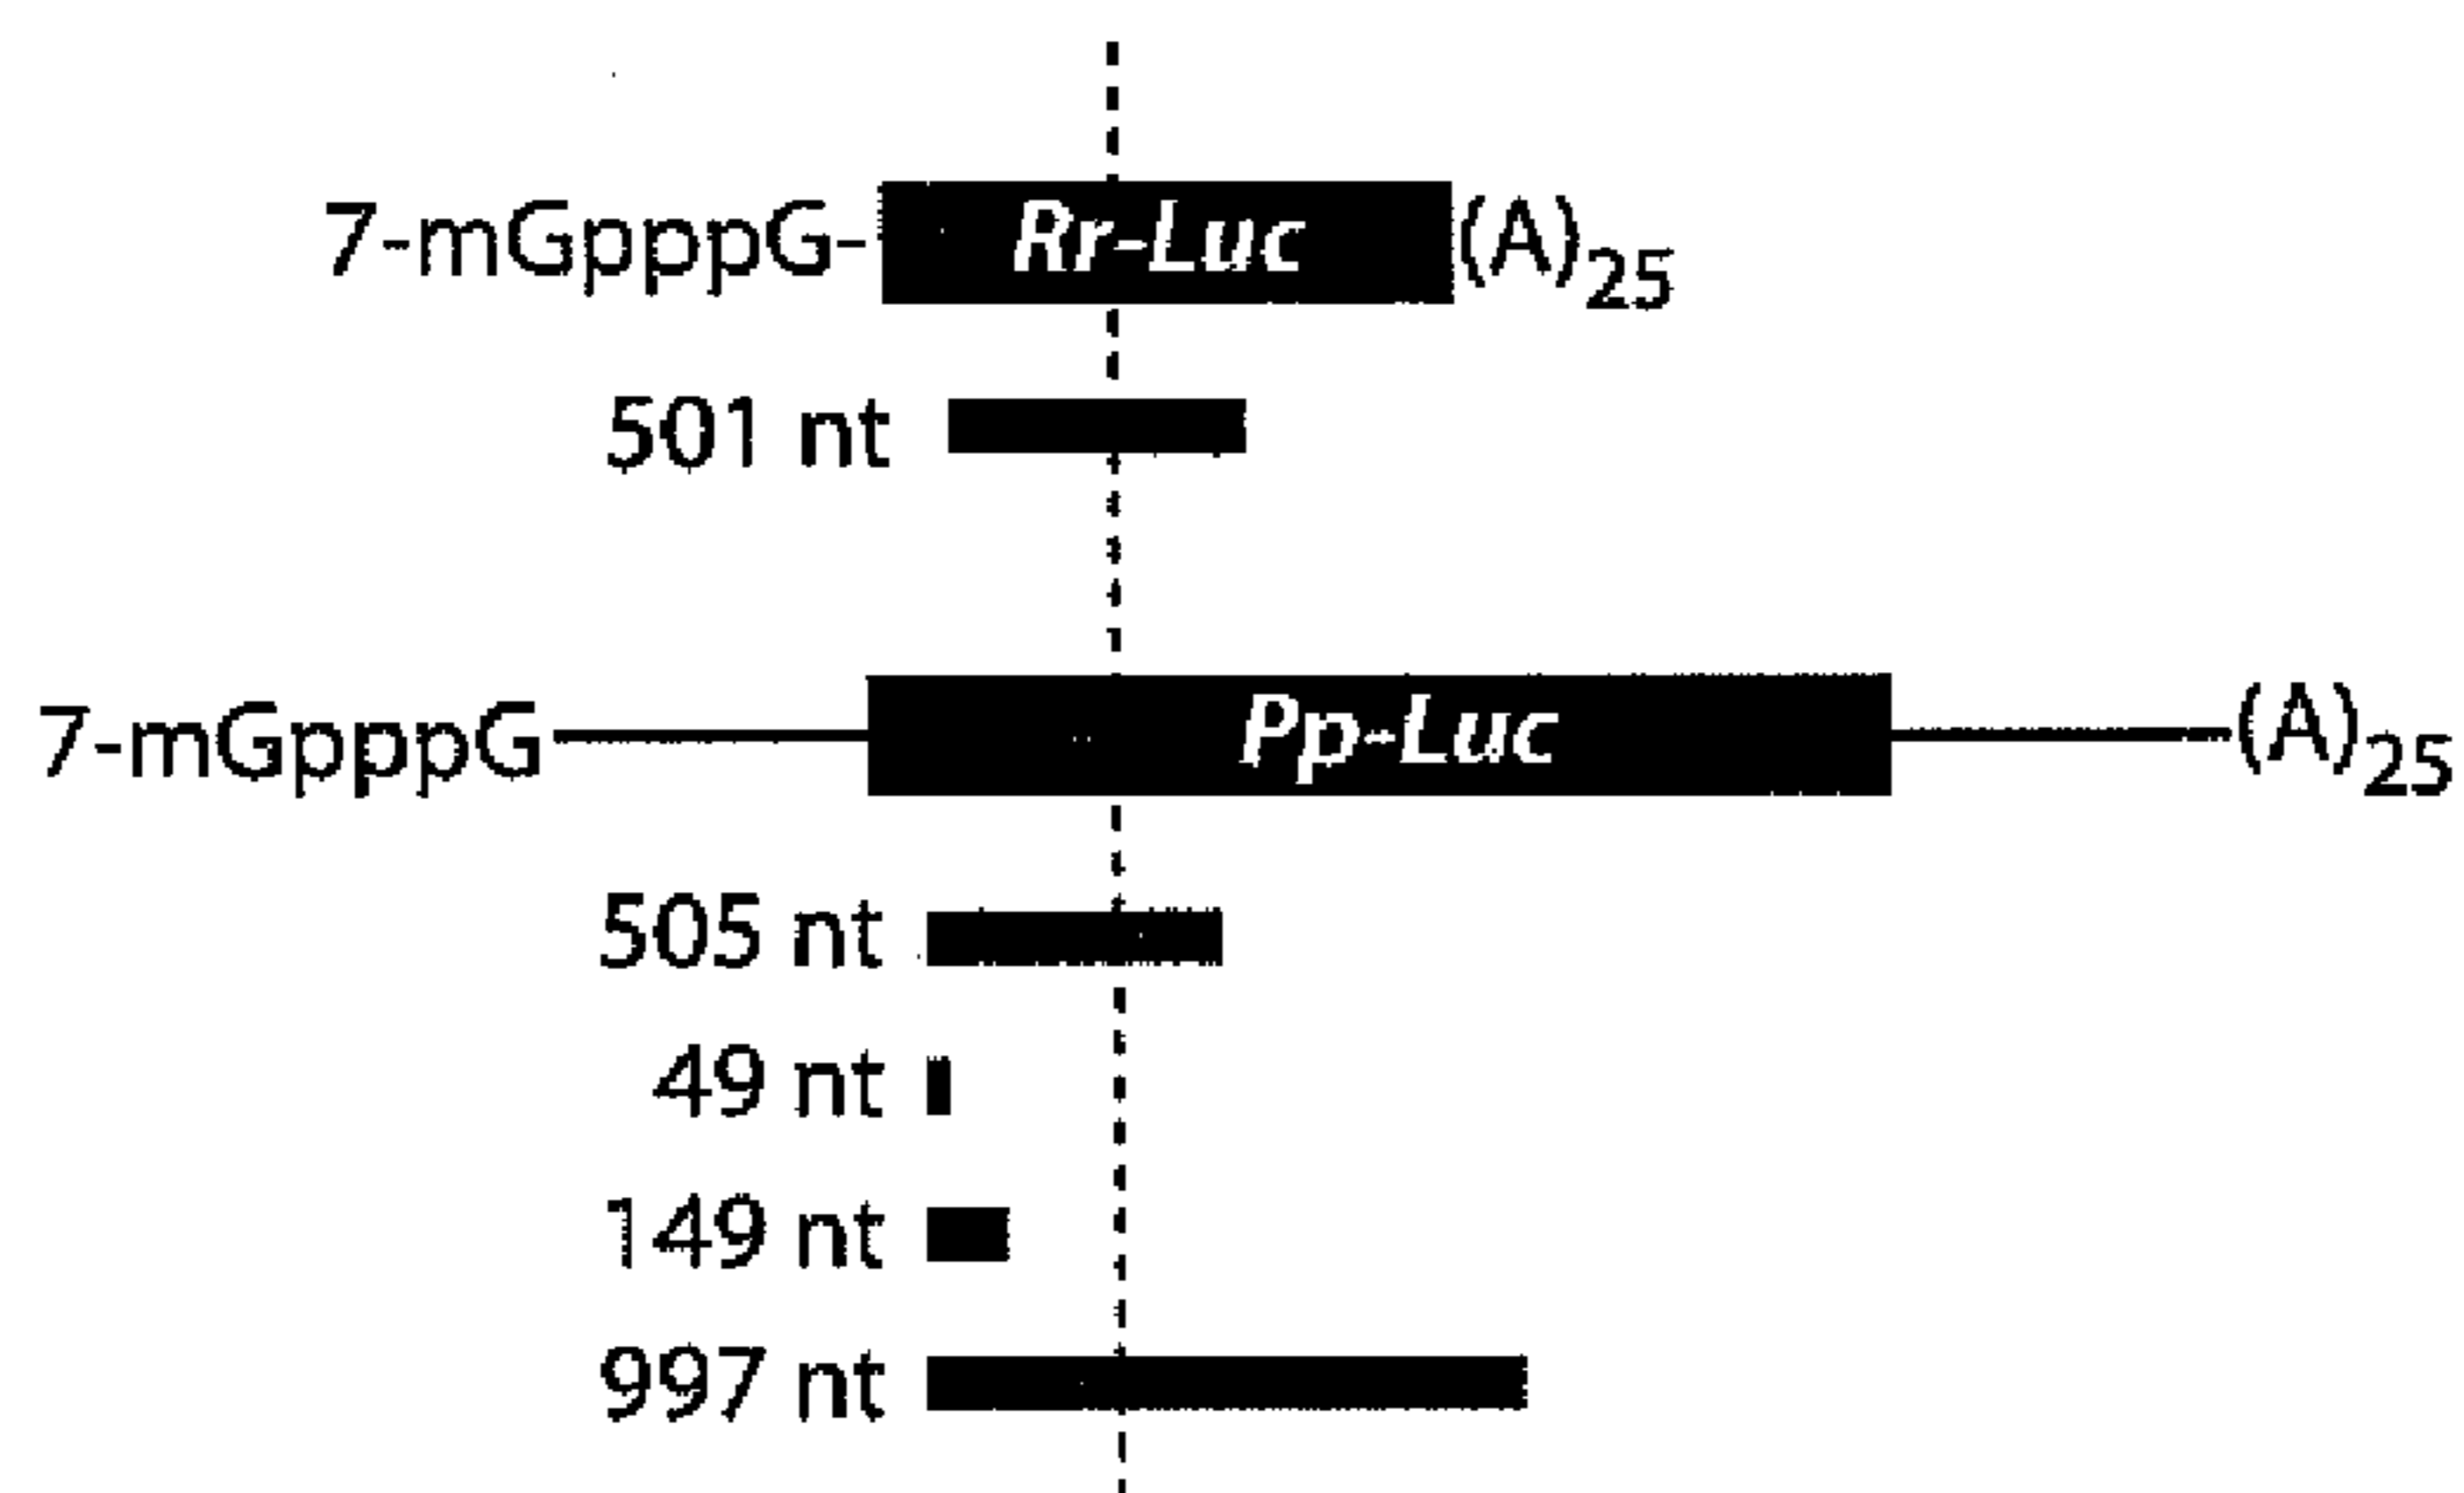 7-mGpppG- Rr-Luc (A)25
501 nt
7-mGpppG Pp-Luc (A)25
505 nt
49 nt
149 nt
997 nt